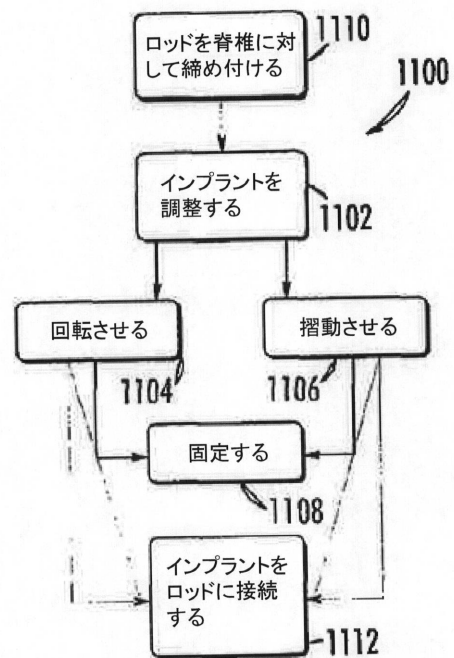 ロッドを脊椎に対
して締め付ける
1110
1100
インプラントを
調整する
1102
回転させる
1104
摺動させる
1106
固定する
1108
インプラントを
ロッドに接続
する
1112